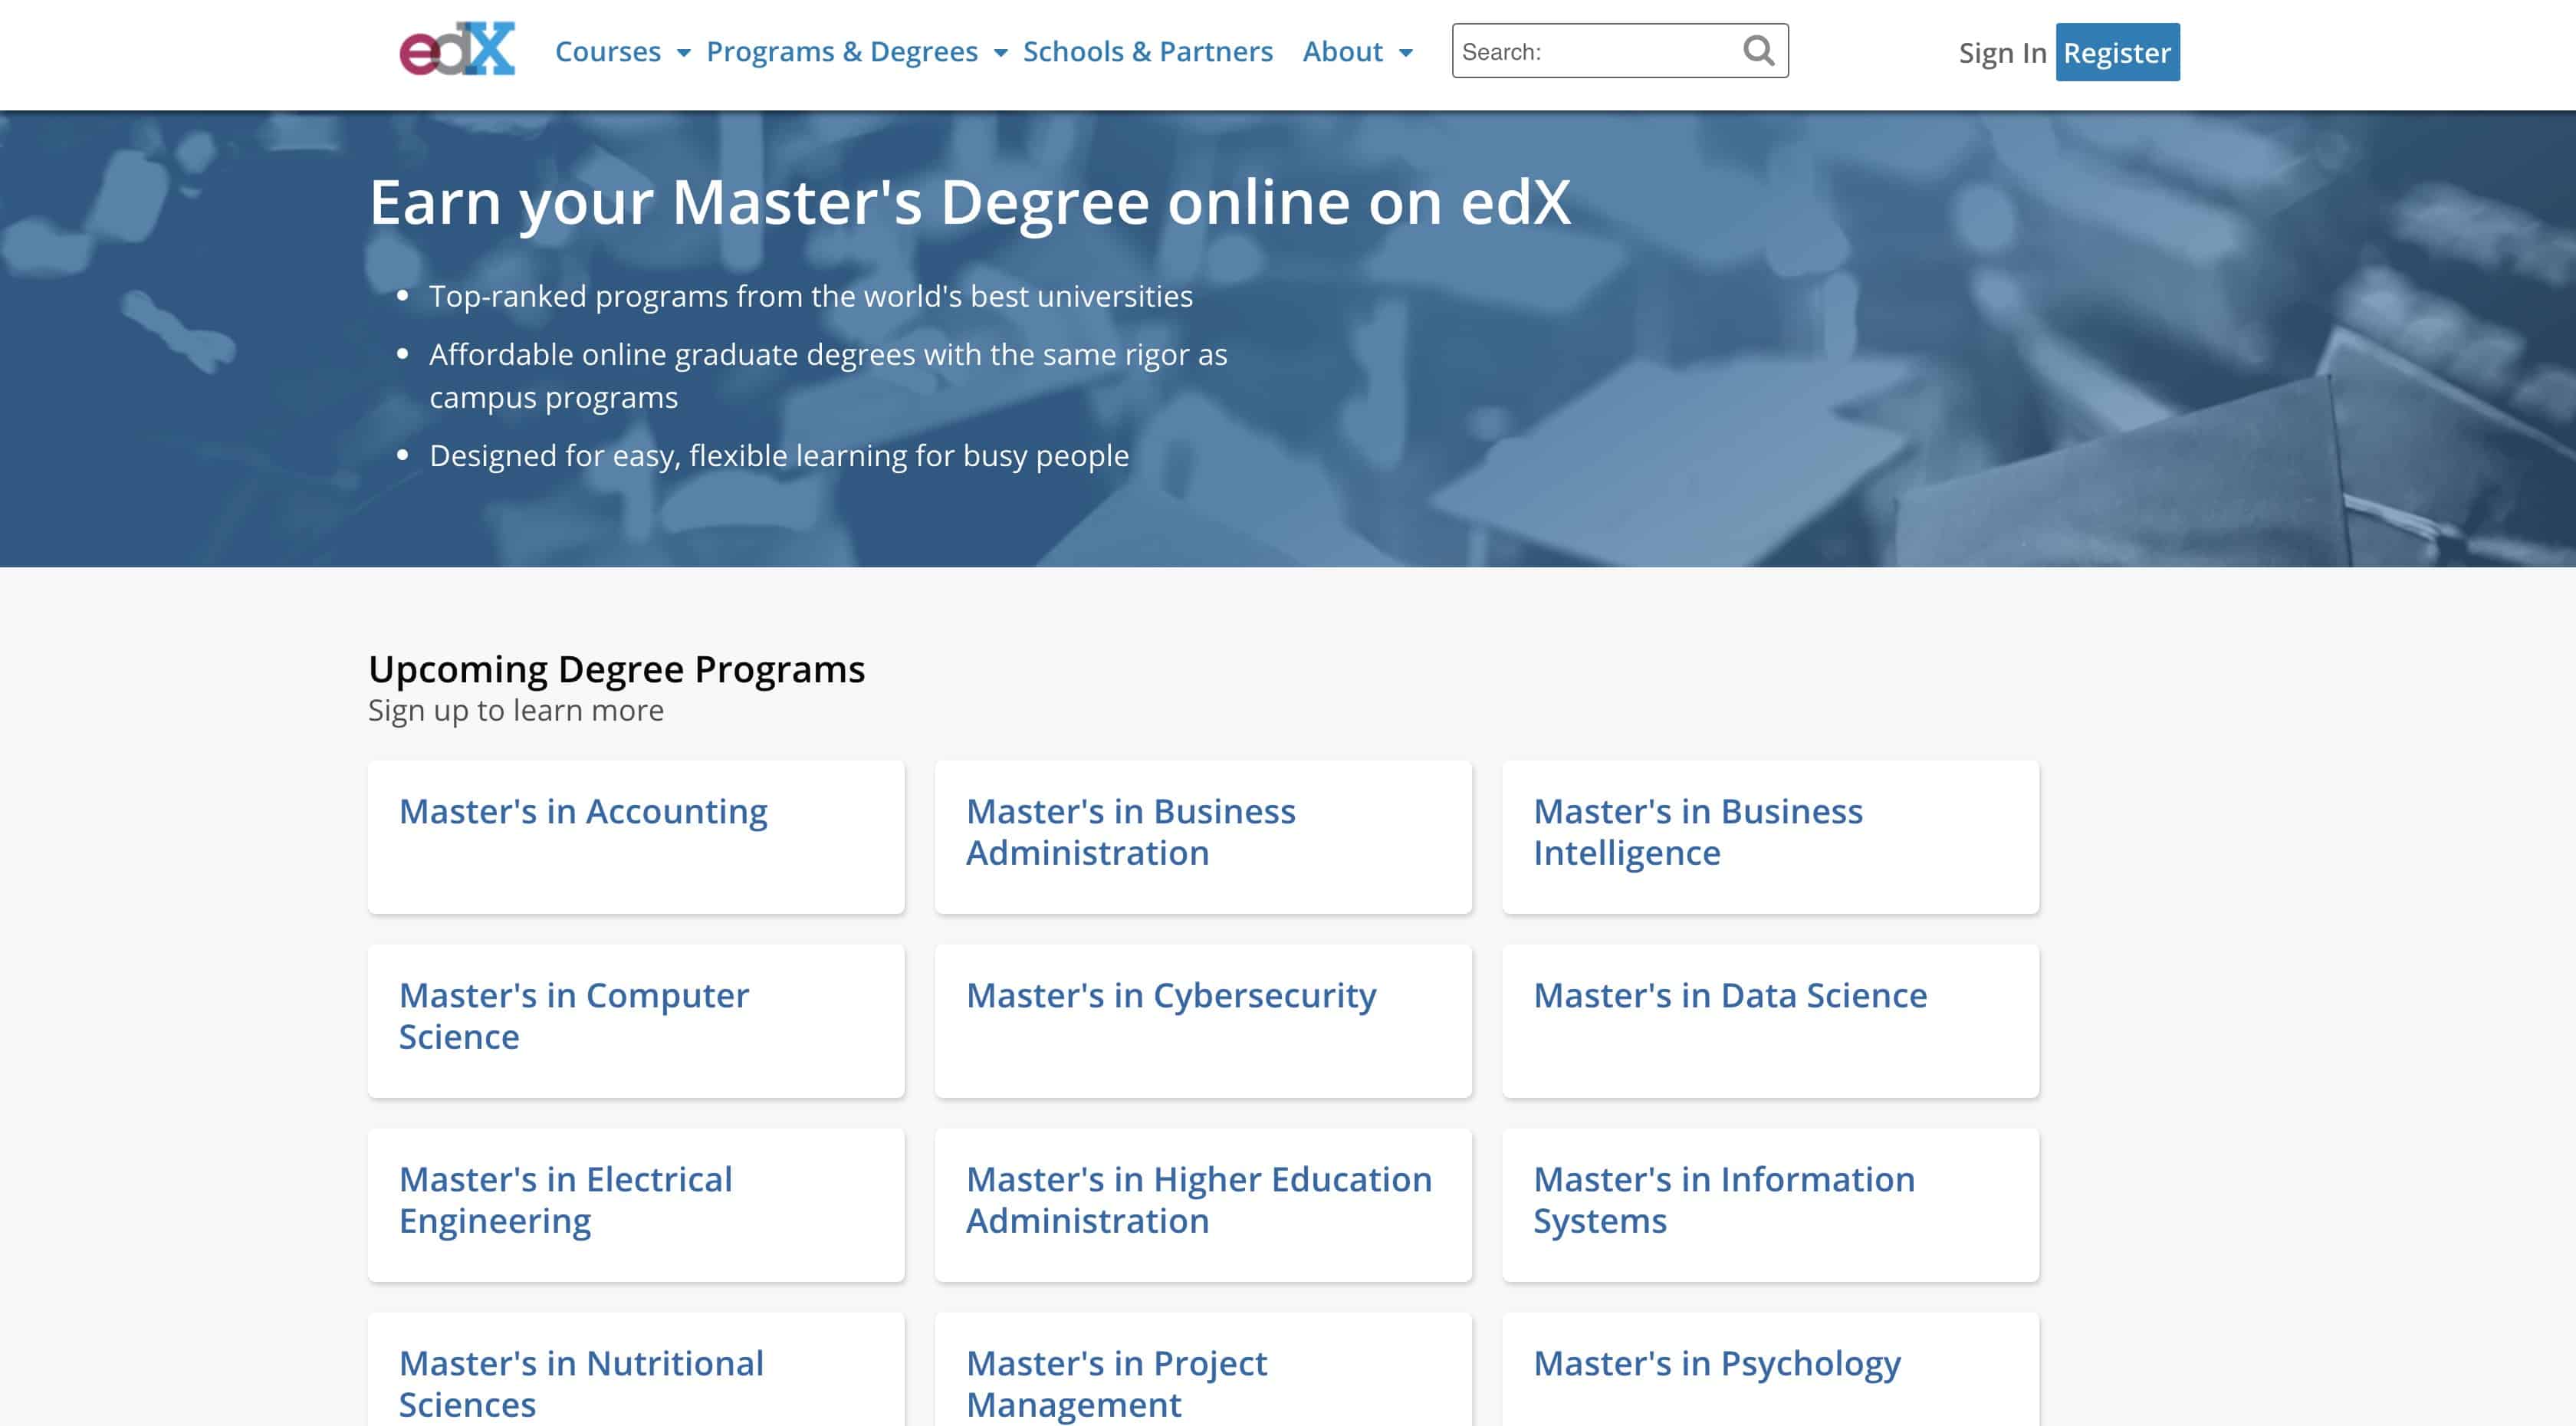 edX
Courses
Programs & Degrees
Schools & Partners
About
Search:
Sign In
Register
Earn your Master's Degree online on edX
• Top-ranked programs from the world's best universities
• Affordable online graduate degrees with the same rigor as
campus programs
• Designed for easy, flexible learning for busy people
Upcoming Degree Programs
Sign up to learn more
Master's in Accounting
Master's in Business
Administration
Master's in Business
Intelligence
Master's in Computer
Science
Master's in Cybersecurity
Master's in Data Science
Master's in Electrical
Engineering
Master's in Higher Education
Administration
Master's in Information
Systems
Master's in Nutritional
Sciences
Master's in Project
Management
Master's in Psychology